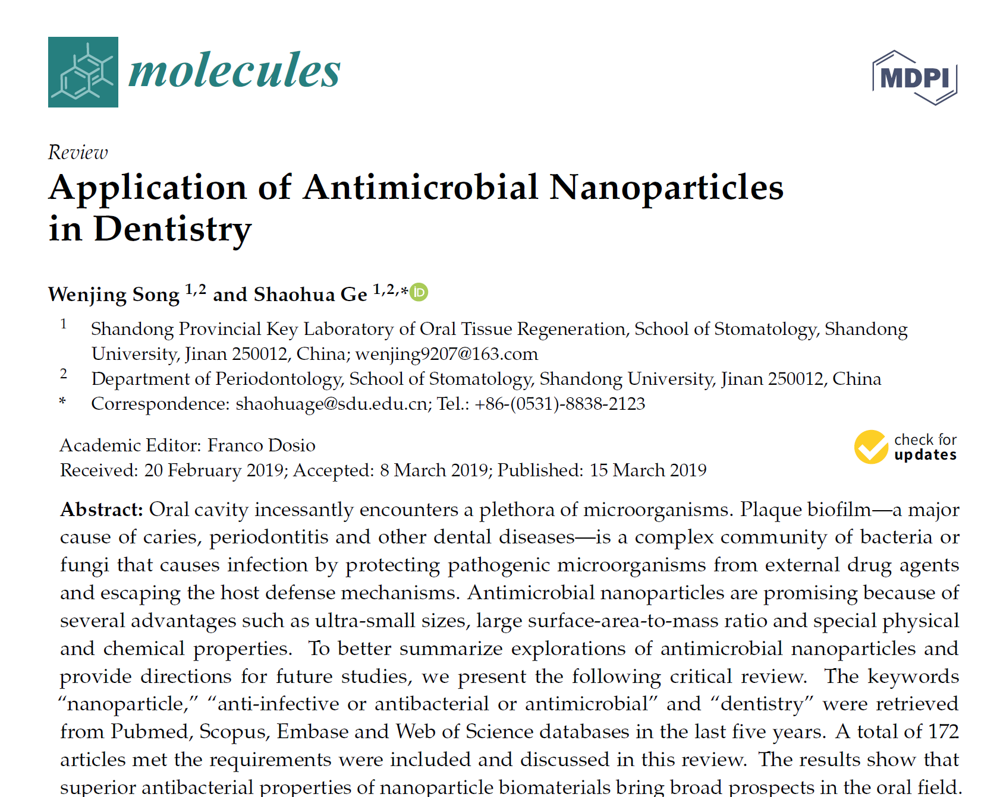 molecules
MDPI
Review
Application of Antimicrobial Nanoparticles
in Dentistry
Wenjing Song 1,2 and Shaohua Ge 1,2,* iD
1 Shandong Provincial Key Laboratory of Oral Tissue Regeneration, School of Stomatology, Shandong
University, Jinan 250012, China; wenjing9207@163.com
2 Department of Periodontology, School of Stomatology, Shandong University, Jinan 250012, China
* Correspondence: shaohuage@sdu.edu.cn; Tel.: +86-(0531)-8838-2123
Academic Editor: Franco Dosio
Received: 20 February 2019; Accepted: 8 March 2019; Published: 15 March 2019
check for
updates
Abstract: Oral cavity incessantly encounters a plethora of microorganisms. Plaque biofilm—a major
cause of caries, periodontitis and other dental diseases—is a complex community of bacteria or
fungi that causes infection by protecting pathogenic microorganisms from external drug agents
and escaping the host defense mechanisms. Antimicrobial nanoparticles are promising because of
several advantages such as ultra-small sizes, large surface-area-to-mass ratio and special physical
and chemical properties. To better summarize explorations of antimicrobial nanoparticles and
provide directions for future studies, we present the following critical review. The keywords
“nanoparticle,” “anti-infective or antibacterial or antimicrobial” and “dentistry” were retrieved
from Pubmed, Scopus, Embase and Web of Science databases in the last five years. A total of 172
articles met the requirements were included and discussed in this review. The results show that
superior antibacterial properties of nanoparticle biomaterials bring broad prospects in the oral field.